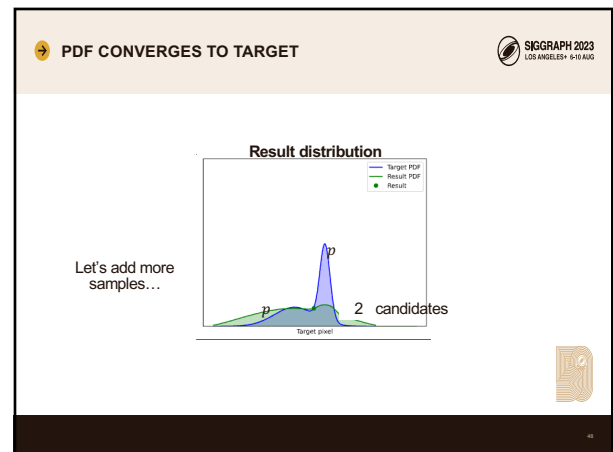 PDF CONVERGES TO TARGET
SIGGRAPH 2023
LOS ANGELES+ 6-10 AUG
Result distribution
Target PDF
Result PDF
Result
p
Let's add more
samples…
p
2 candidates
Target pixel
48